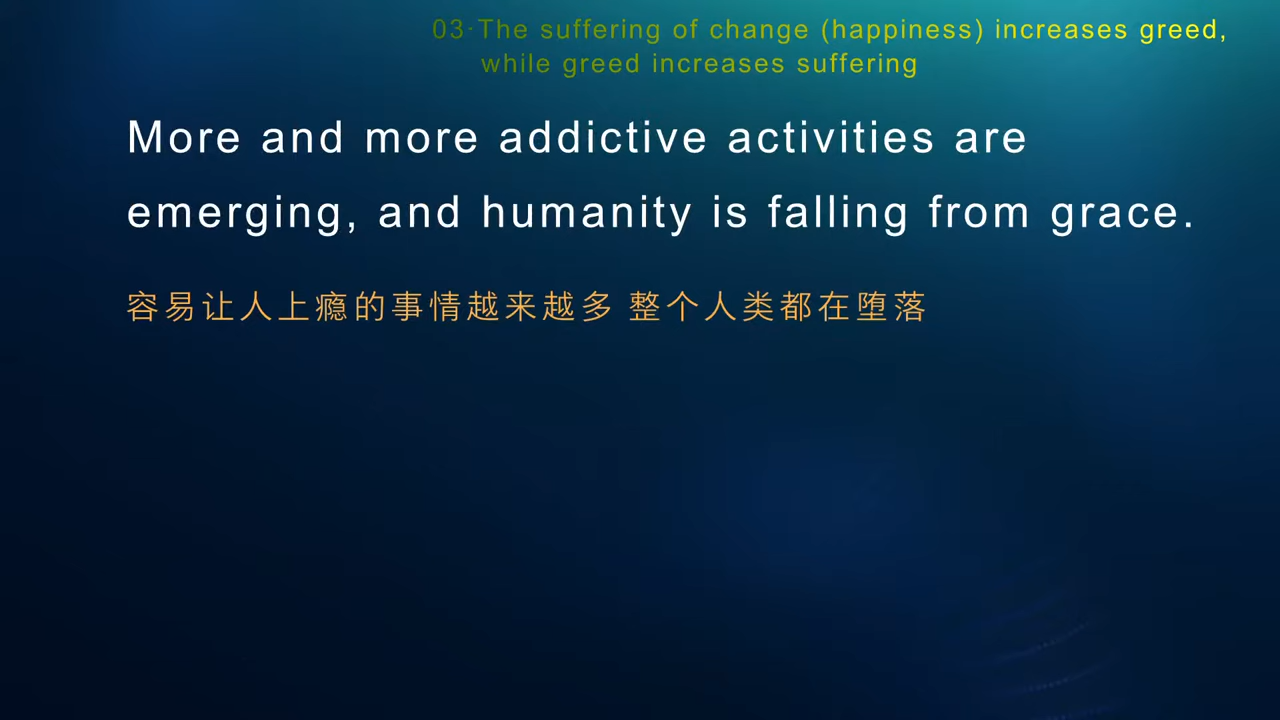 03·The suffering of change (happiness) increases greed,
while greed increases suffering
More and more addictive activities are
emerging, and humanity is falling from grace.
容易让人上瘾的事情越来越多 整个人类都在堕落